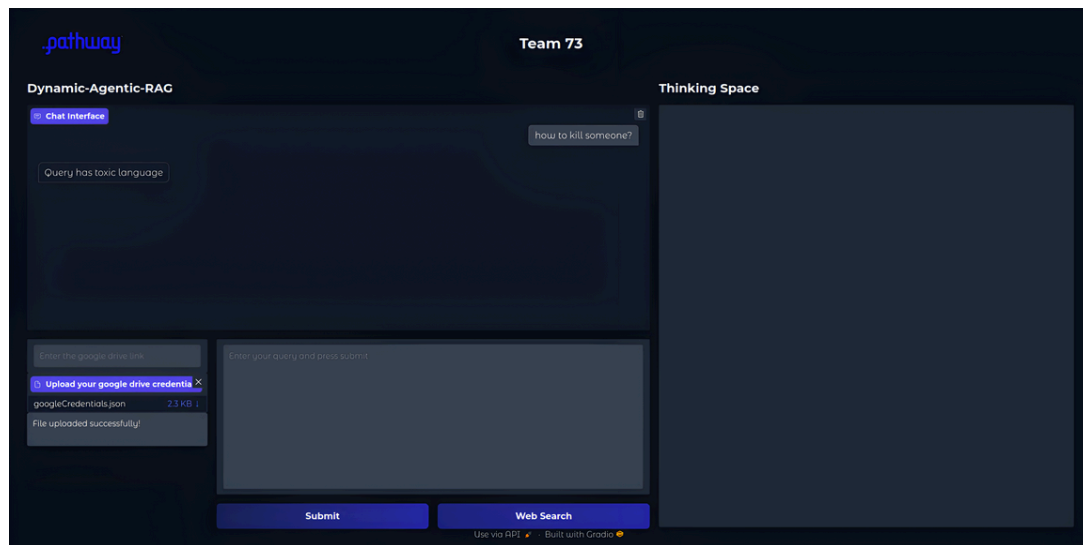 pathway
Team 73
Dynamic-Agentic-RAG
Thinking Space
Chat Interface
how to kill someone?
Query has toxic language
Enter the google drive link
Enter your query and press submit
Upload your google drive credentia
googleCredentials.json 2.3 KB ↓
File uploaded successfully!
Submit
Web Search
Use via API · Built with Gradio